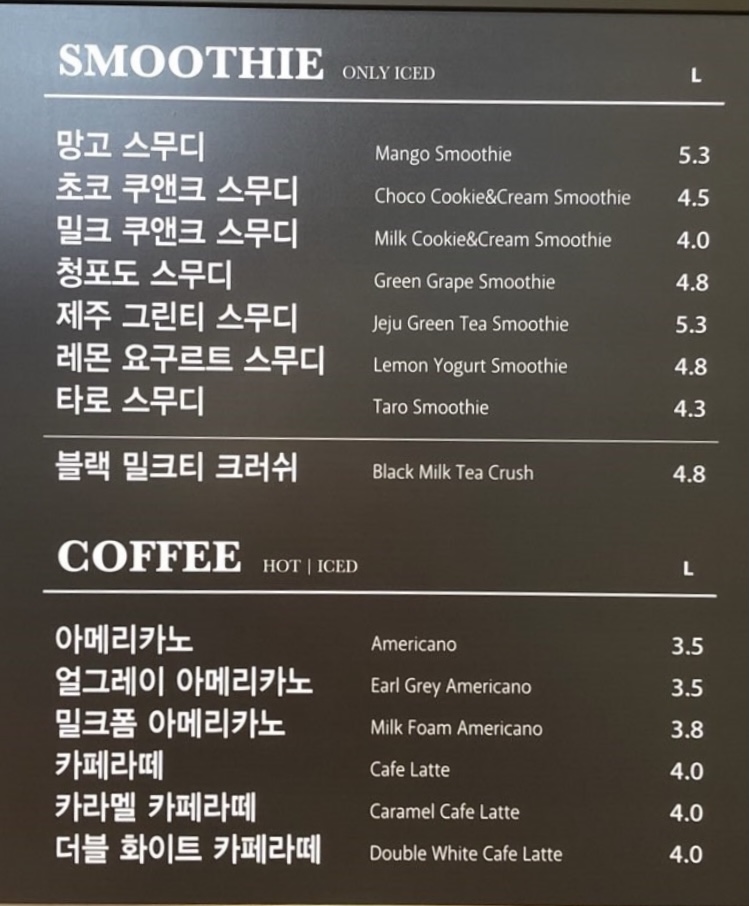 SMOOTHIE ONLY ICED L
망고 스무디 Mango Smoothie 5.3
초코 쿠앤크 스무디 Choco Cookie&Cream Smoothie 4.5
밀크 쿠앤크 스무디 Milk Cookie&Cream Smoothie 4.0
청포도 스무디 Green Grape Smoothie 4.8
제주 그린티 스무디 Jeju Green Tea Smoothie 5.3
레몬 요구르트 스무디 Lemon Yogurt Smoothie 4.8
타로 스무디 Taro Smoothie 4.3
블랙 밀크티 크러쉬 Black Milk Tea Crush 4.8
COFFEE HOT | ICED L
아메리카노 Americano 3.5
얼그레이 아메리카노 Earl Grey Americano 3.5
밀크폼 아메리카노 Milk Foam Americano 3.8
카페라떼 Cafe Latte 4.0
카라멜 카페라떼 Caramel Cafe Latte 4.0
더블 화이트 카페라떼 Double White Cafe Latte 4.0